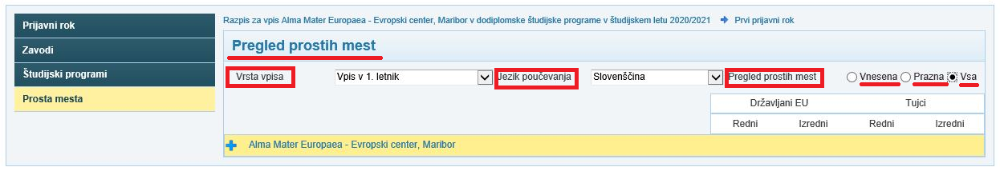 Prijavni rok
Zavodi
Študijski programi
Prosta mesta
Razpis za vpis Alma Mater Europaea - Evropski center, Maribor v dodiplomske študijske programe v študijskem letu 2020/2021 Prvi prijavni rok
Pregled prostih mest
Vrsta vpisa Vpis v 1. letnik Jezik poučevanja Slovenščina Pregled prostih mest Vnesena Prazna Vsa
Državljani EU Tujci
Redni Izredni Redni Izredni
Alma Mater Europaea - Evropski center, Maribor